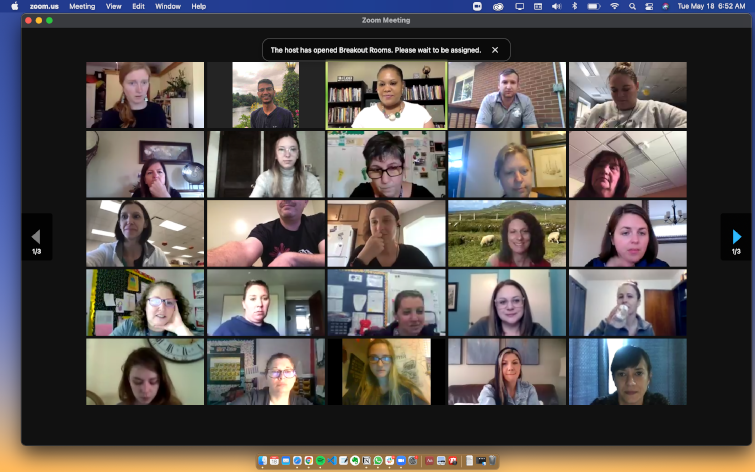 zoom.us Meeting View Edit Window Help
Tue May 18 6:52 AM
Zoom Meeting
The host has opened Breakout Rooms. Please wait to be assigned.
1/3
1/3